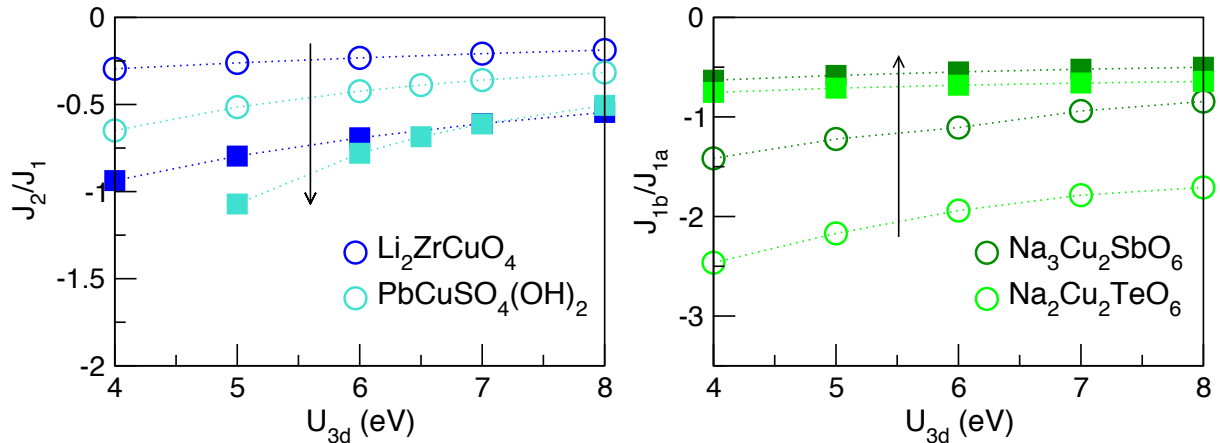 0
-0.5
-1
-1.5
-2
J2/J1
4 5 6 7 8
U3d (eV)
Li2ZrCuO4
PbCuSO4(OH)2
0
-1
-2
-3
J1b/J1a
4 5 6 7 8
U3d (eV)
Na3Cu2SbO6
Na2Cu2TeO6